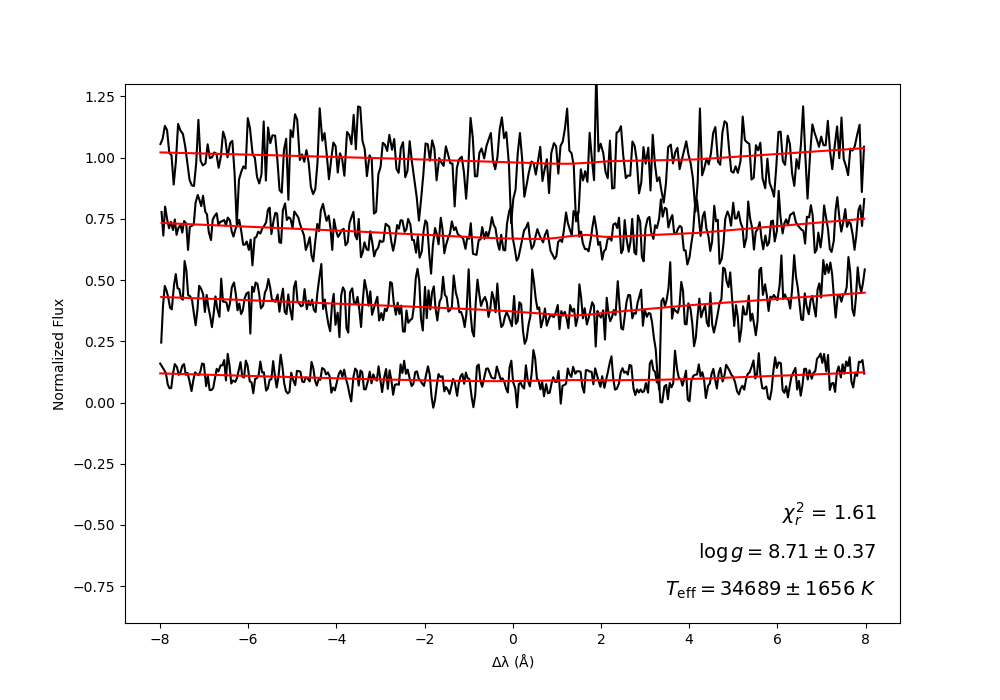 1.25
1.00
0.75
0.50
0.25
0.00
−0.25
−0.50
−0.75
Normalized Flux
χ²ᵣ = 1.61
log g = 8.71 ± 0.37
T_eff = 34689 ± 1656 K
−8 −6 −4 −2 0 2 4 6 8
Δλ (Å)